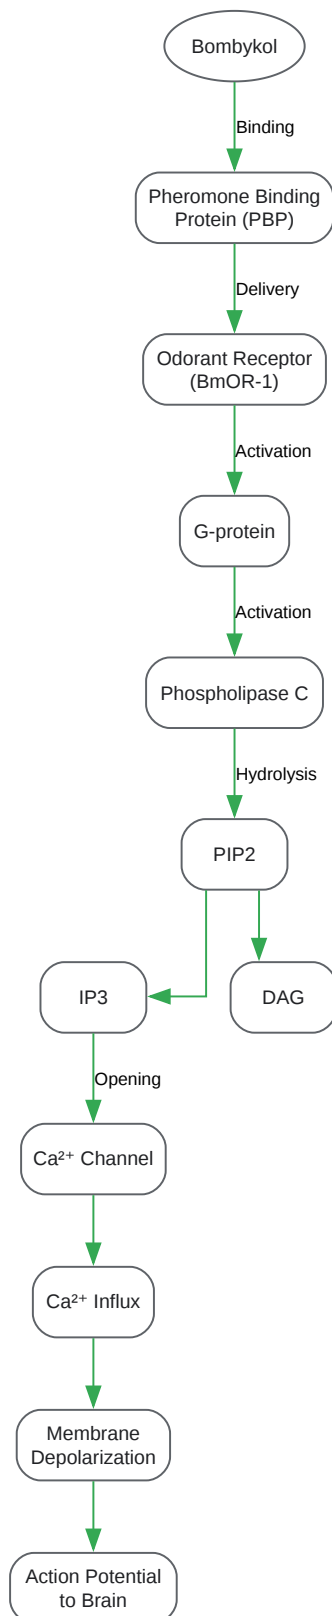 Bombykol
Binding
Pheromone Binding
Protein (PBP)
Delivery
Odorant Receptor
(BmOR-1)
Activation
G-protein
Activation
Phospholipase C
Hydrolysis
PIP2
IP3
DAG
Opening
Ca²⁺ Channel
Ca²⁺ Influx
Membrane
Depolarization
Action Potential
to Brain